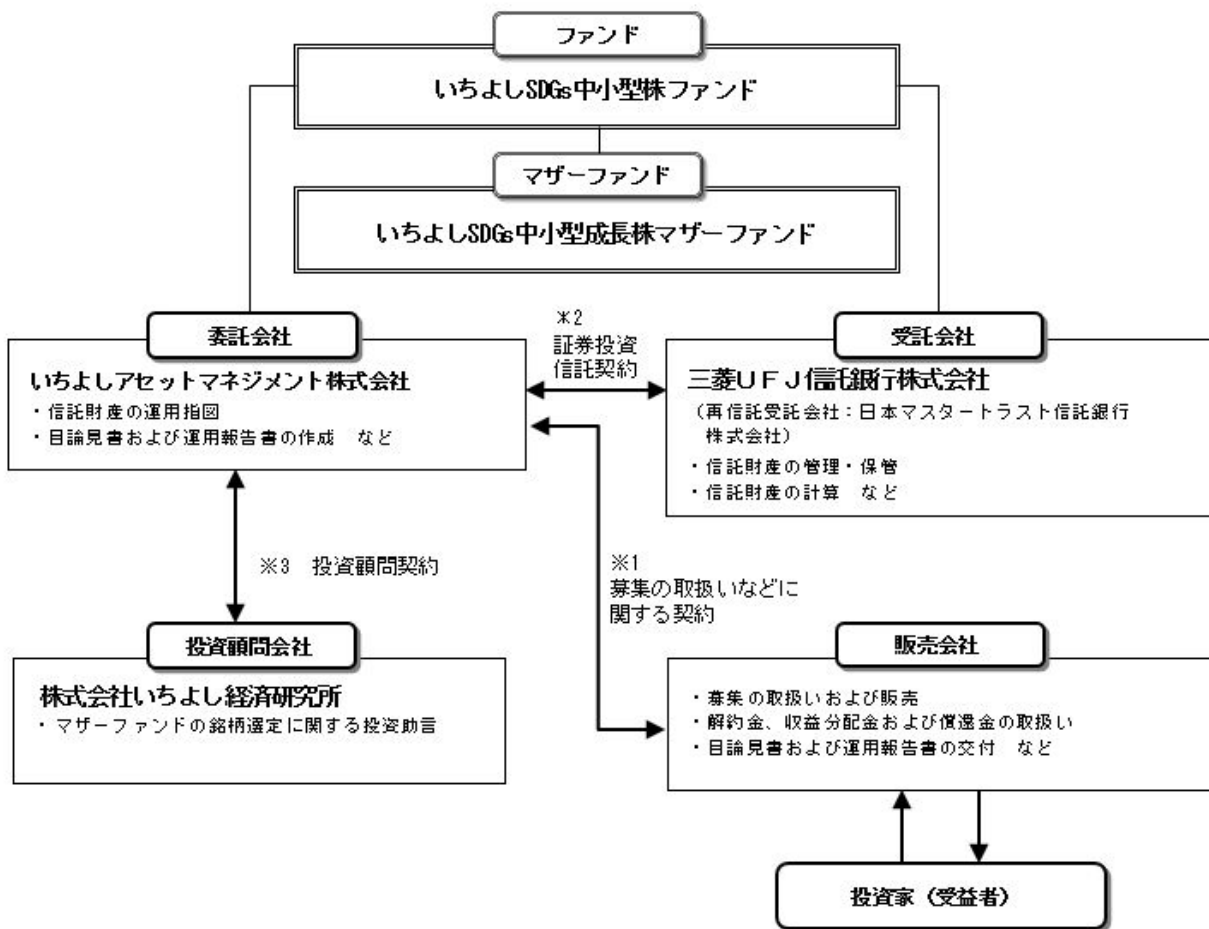 ファンド
いちよしSDGs中小型株ファンド
マザーファンド
いちよしSDGs中小型成長株マザーファンド
委託会社
いちよしアセットマネジメント株式会社
・信託財産の運用指図
・目論見書および運用報告書の作成　など
※2
証券投資
信託契約
受託会社
三菱ＵＦＪ信託銀行株式会社
（再信託受託会社：日本マスタートラスト信託銀行
株式会社）
・信託財産の管理・保管
・信託財産の計算　など
※3　投資顧問契約
※1
募集の取扱いなどに
関する契約
投資顧問会社
株式会社いちよし経済研究所
・マザーファンドの銘柄選定に関する投資助言
販売会社
・募集の取扱いおよび販売
・解約金、収益分配金および償還金の取扱い
・目論見書および運用報告書の交付　など
投資家（受益者）